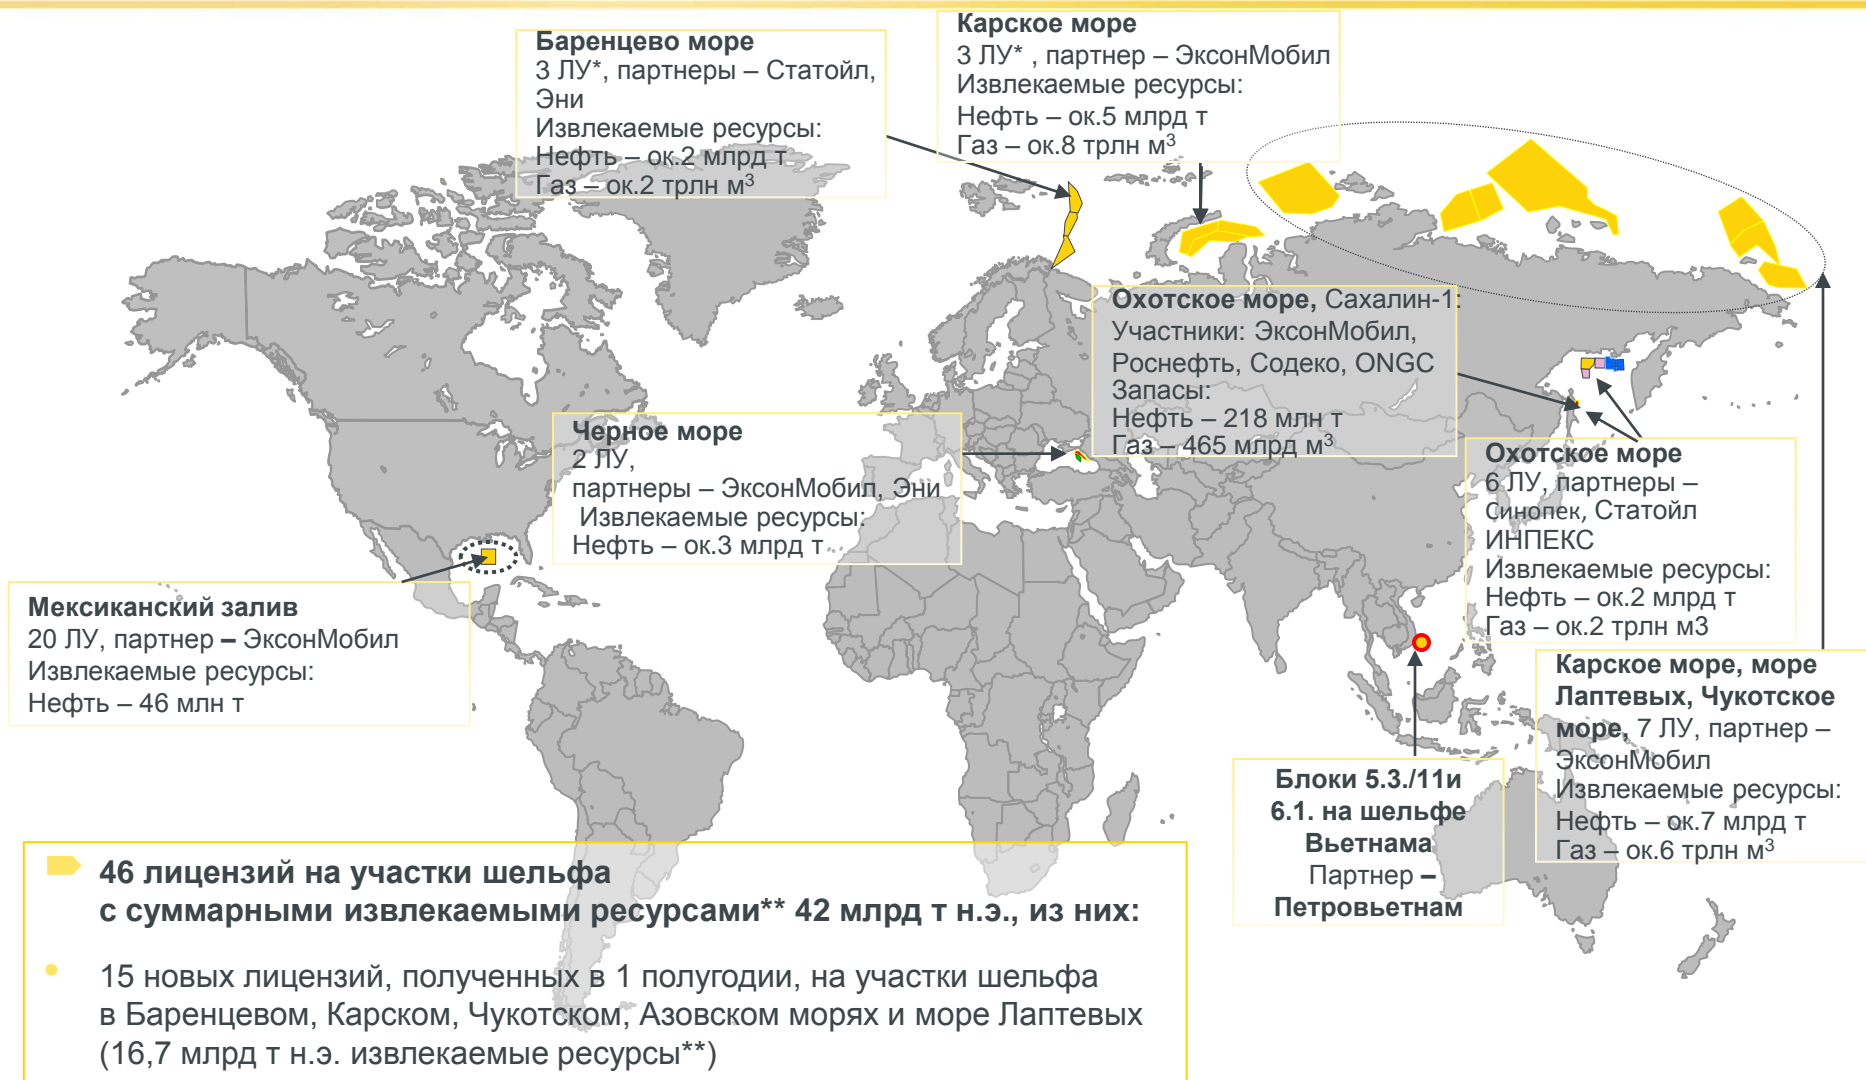 Баренцево море
3 ЛУ*, партнеры – Статойл,
Эни
Извлекаемые ресурсы:
Нефть – ок.2 млрд т
Газ – ок.2 трлн м³
Карское море
3 ЛУ* , партнер – ЭксонМобил
Извлекаемые ресурсы:
Нефть – ок.5 млрд т
Газ – ок.8 трлн м³
Охотское море, Сахалин-1:
Участники: ЭксонМобил,
Роснефть, Содеко, ONGC
Запасы:
Нефть – 218 млн т
Газ – 465 млрд м³
Черное море
2 ЛУ,
партнеры – ЭксонМобил, Эни
Извлекаемые ресурсы:
Нефть – ок.3 млрд т
Охотское море
6 ЛУ, партнеры –
Синопек, Статойл
ИНПЕКС
Извлекаемые ресурсы:
Нефть – ок.2 млрд т
Газ – ок.2 трлн м3
Мексиканский залив
20 ЛУ, партнер – ЭксонМобил
Извлекаемые ресурсы:
Нефть – 46 млн т
Карское море, море
Лаптевых, Чукотское
море, 7 ЛУ, партнер –
ЭксонМобил
Извлекаемые ресурсы:
Нефть – ок.7 млрд т
Газ – ок.6 трлн м³
Блоки 5.3./11и
6.1. на шельфе
Вьетнама
Партнер –
Петровьетнам
46 лицензий на участки шельфа
с суммарными извлекаемыми ресурсами** 42 млрд т н.э., из них:
15 новых лицензий, полученных в 1 полугодии, на участки шельфа
в Баренцевом, Карском, Чукотском, Азовском морях и море Лаптевых
(16,7 млрд т н.э. извлекаемые ресурсы**)